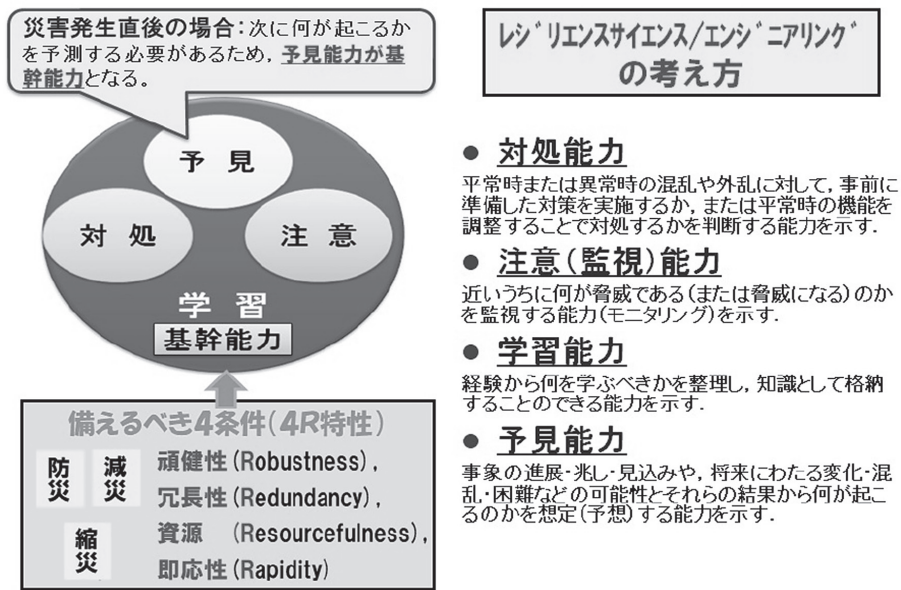 災害発生直後の場合：次に何が起こるか
を予測する必要があるため，予見能力が基
幹能力となる。
予 見
対 処
注 意
学 習
基幹能力
備えるべき4条件（4R特性）
防災
減災
縮災
頑健性（Robustness），
冗長性（Redundancy），
資源　（Resourcefulness），
即応性（Rapidity）
ﾚｼﾞﾘｴﾝｽｻｲｴﾝｽ/ｴﾝｼﾞﾆｱﾘﾝｸﾞ
の考え方
● 対処能力
平常時または異常時の混乱や外乱に対して，事前に
準備した対策を実施するか，または平常時の機能を
調整することで対処するかを判断する能力を示す．
● 注意（監視）能力
近いうちに何が脅威である（または脅威になる）のか
を監視する能力（モニタリング）を示す．
● 学習能力
経験から何を学ぶべきかを整理し，知識として格納
することのできる能力を示す．
● 予見能力
事象の進展・兆し・見込みや，将来にわたる変化・混
乱・困難などの可能性とそれらの結果から何が起こ
るのかを想定（予想）する能力を示す．